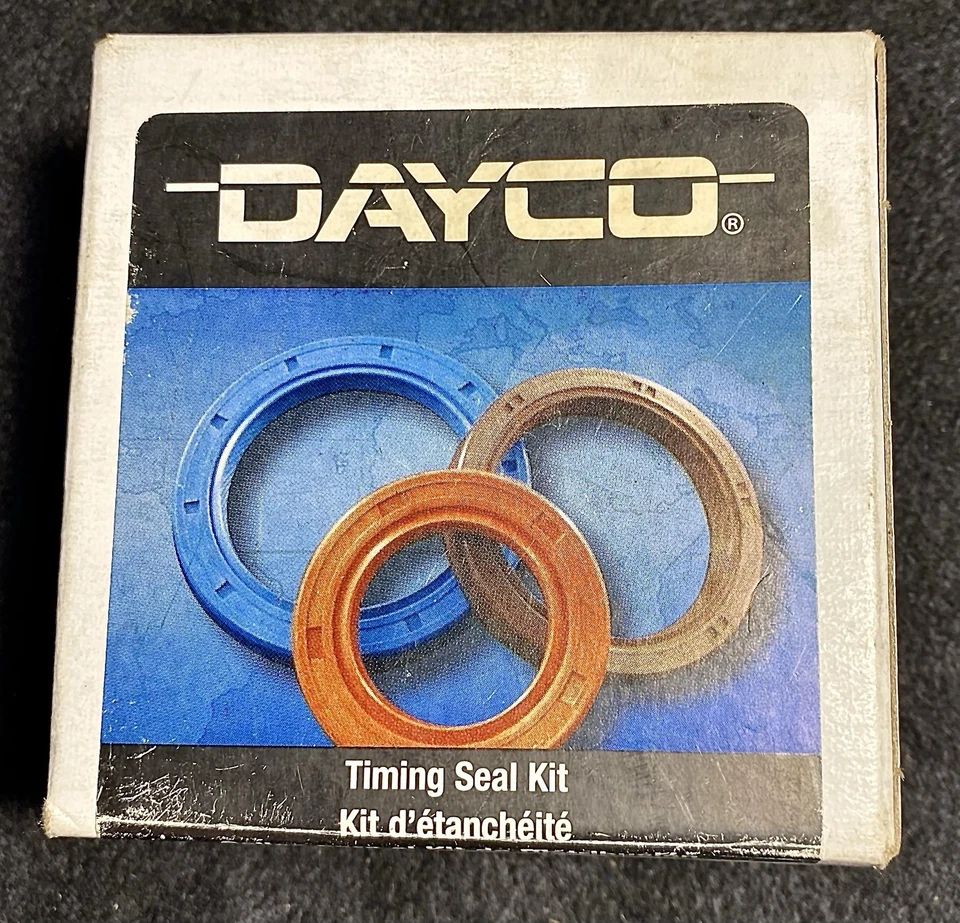 DAYCO®
Timing Seal Kit
Kit d'étanchéité